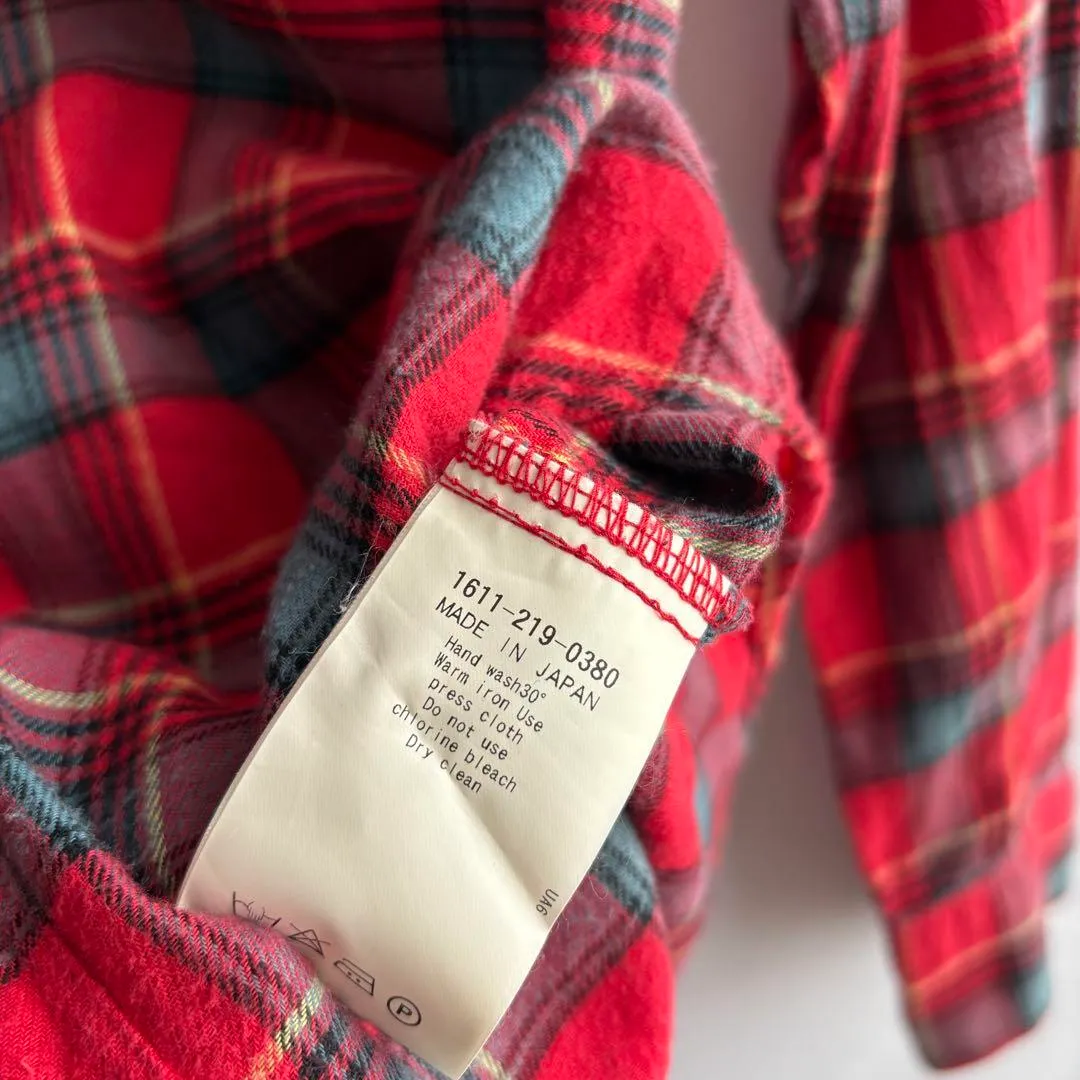 1611-219-0380
MADE IN JAPAN
Hand wash30°
Warm iron Use
press cloth
Do not use
chlorine bleach
Dry clean
UA6
P